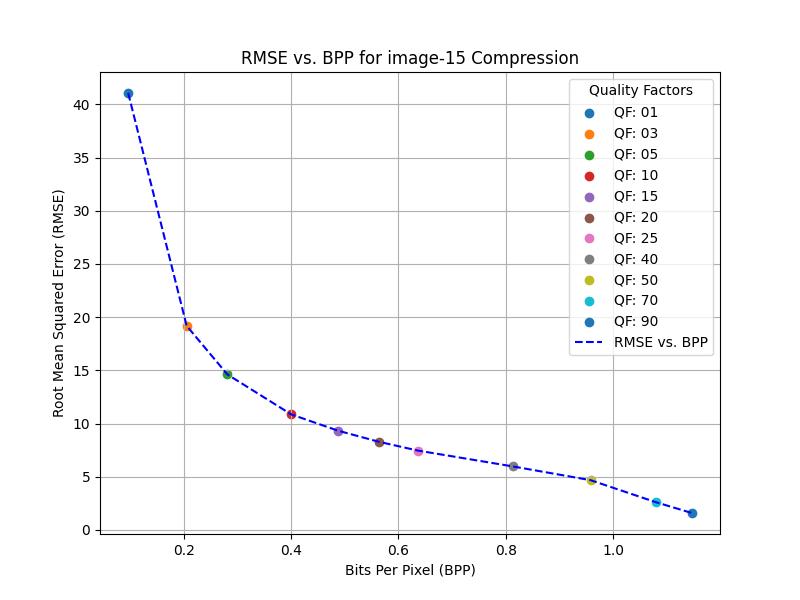 RMSE vs. BPP for image-15 Compression
Root Mean Squared Error (RMSE)
40
35
30
25
20
15
10
5
0
Quality Factors
QF: 01
QF: 03
QF: 05
QF: 10
QF: 15
QF: 20
QF: 25
QF: 40
QF: 50
QF: 70
QF: 90
RMSE vs. BPP
0.2 0.4 0.6 0.8 1.0
Bits Per Pixel (BPP)